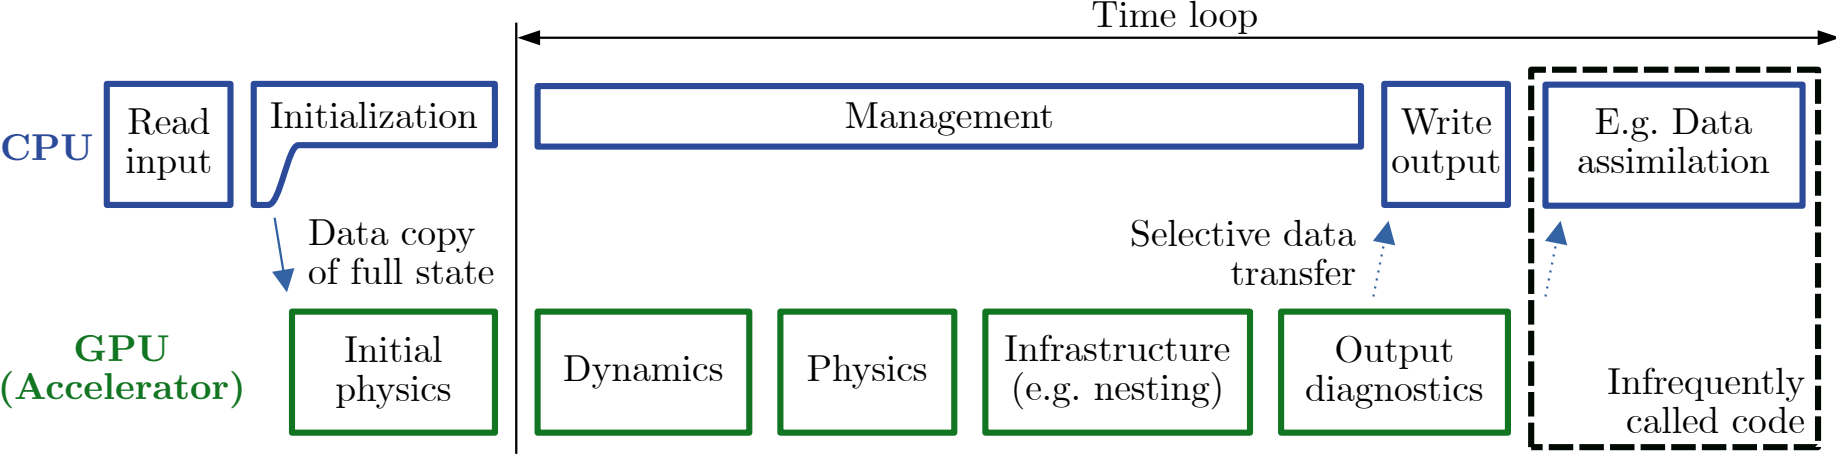 Time loop
CPU
Read
input
Initialization
Management
Write
output
E.g. Data
assimilation
Data copy
of full state
Selective data
transfer
GPU
(Accelerator)
Initial
physics
Dynamics
Physics
Infrastructure
(e.g. nesting)
Output
diagnostics
Infrequently
called code